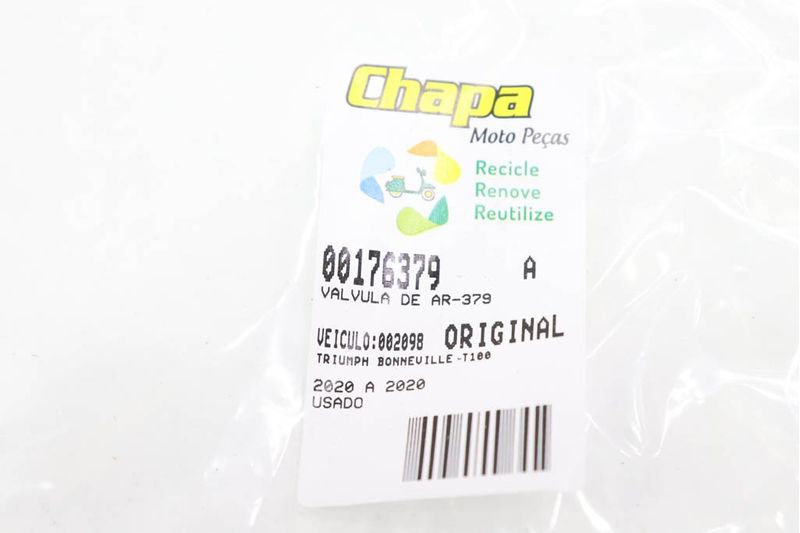 Chapa
Moto Peças
Recicle
Renove
Reutilize
00176379 A
VALVULA DE AR-379
VEICULO:002098 ORIGINAL
TRIUMPH BONNEVILLE-T100
2020 A 2020
USADO